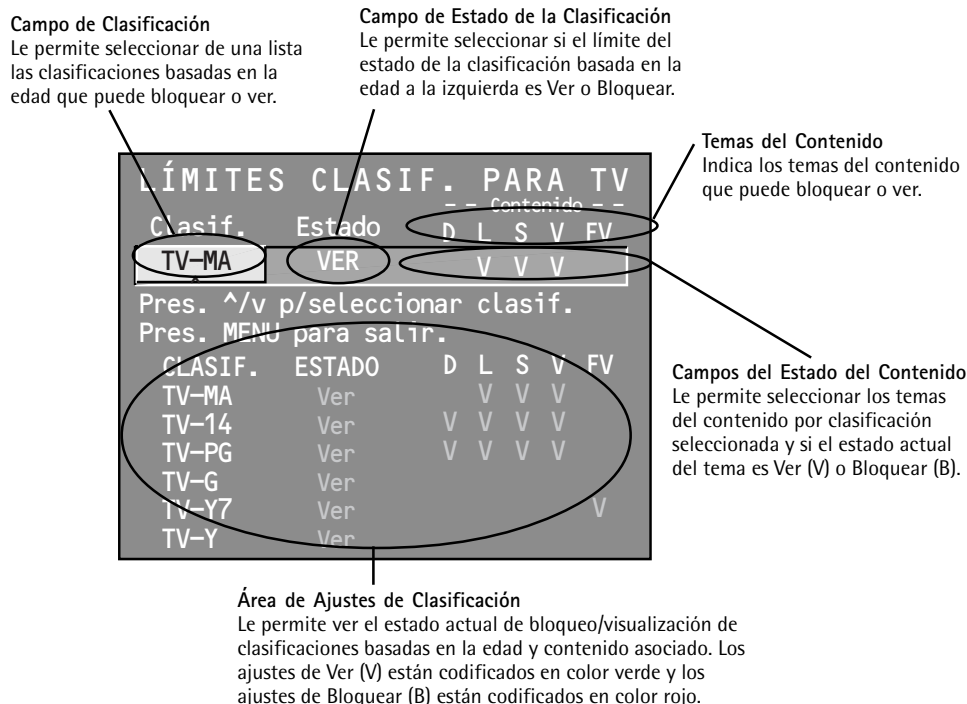 Campo de Clasificación
Le permite seleccionar de una lista
las clasificaciones basadas en la
edad que puede bloquear o ver.
Campo de Estado de la Clasificación
Le permite seleccionar si el límite del
estado de la clasificación basada en la
edad a la izquierda es Ver o Bloquear.
Temas del Contenido
Indica los temas del contenido
que puede bloquear o ver.
LÍMITES CLASIF. PARA TV
– – Contenido – –
Clasif. Estado D L S V FV
TV–MA VER V V V
Pres. ^/v p/seleccionar clasif.
Pres. MENU para salir.
CLASIF. ESTADO D L S V FV
TV–MA Ver V V V
TV–14 Ver V V V V
TV–PG Ver V V V V
TV–G Ver
TV–Y7 Ver V
TV–Y Ver
Campos del Estado del Contenido
Le permite seleccionar los temas
del contenido por clasificación
seleccionada y si el estado actual
del tema es Ver (V) o Bloquear (B).
Área de Ajustes de Clasificación
Le permite ver el estado actual de bloqueo/visualización de
clasificaciones basadas en la edad y contenido asociado. Los
ajustes de Ver (V) están codificados en color verde y los
ajustes de Bloquear (B) están codificados en color rojo.